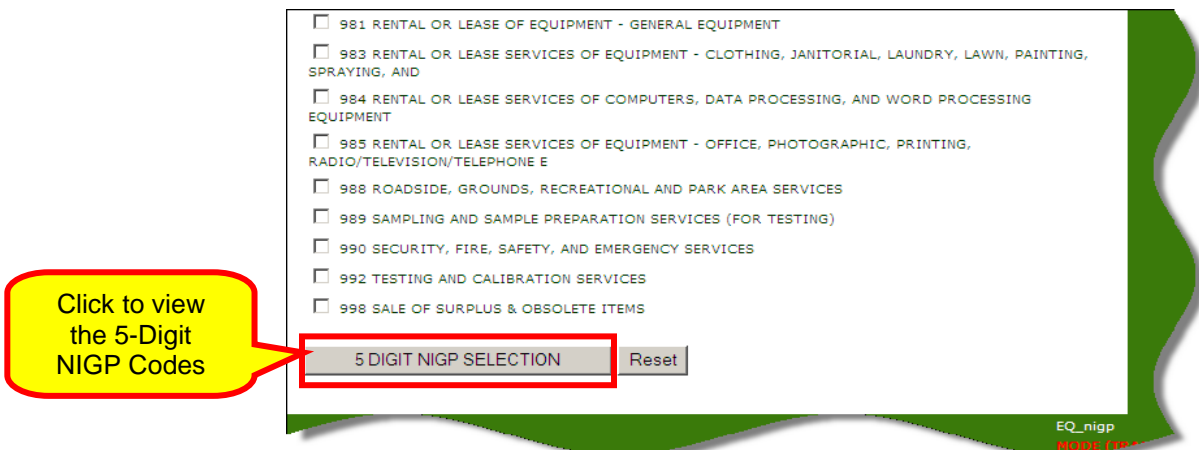 981 RENTAL OR LEASE OF EQUIPMENT - GENERAL EQUIPMENT
983 RENTAL OR LEASE SERVICES OF EQUIPMENT - CLOTHING, JANITORIAL, LAUNDRY, LAWN, PAINTING,
SPRAYING, AND
984 RENTAL OR LEASE SERVICES OF COMPUTERS, DATA PROCESSING, AND WORD PROCESSING
EQUIPMENT
985 RENTAL OR LEASE SERVICES OF EQUIPMENT - OFFICE, PHOTOGRAPHIC, PRINTING,
RADIO/TELEVISION/TELEPHONE E
988 ROADSIDE, GROUNDS, RECREATIONAL AND PARK AREA SERVICES
989 SAMPLING AND SAMPLE PREPARATION SERVICES (FOR TESTING)
990 SECURITY, FIRE, SAFETY, AND EMERGENCY SERVICES
992 TESTING AND CALIBRATION SERVICES
998 SALE OF SURPLUS & OBSOLETE ITEMS
Click to view
the 5-Digit
NIGP Codes
5 DIGIT NIGP SELECTION Reset
EQ_nigp
MODE